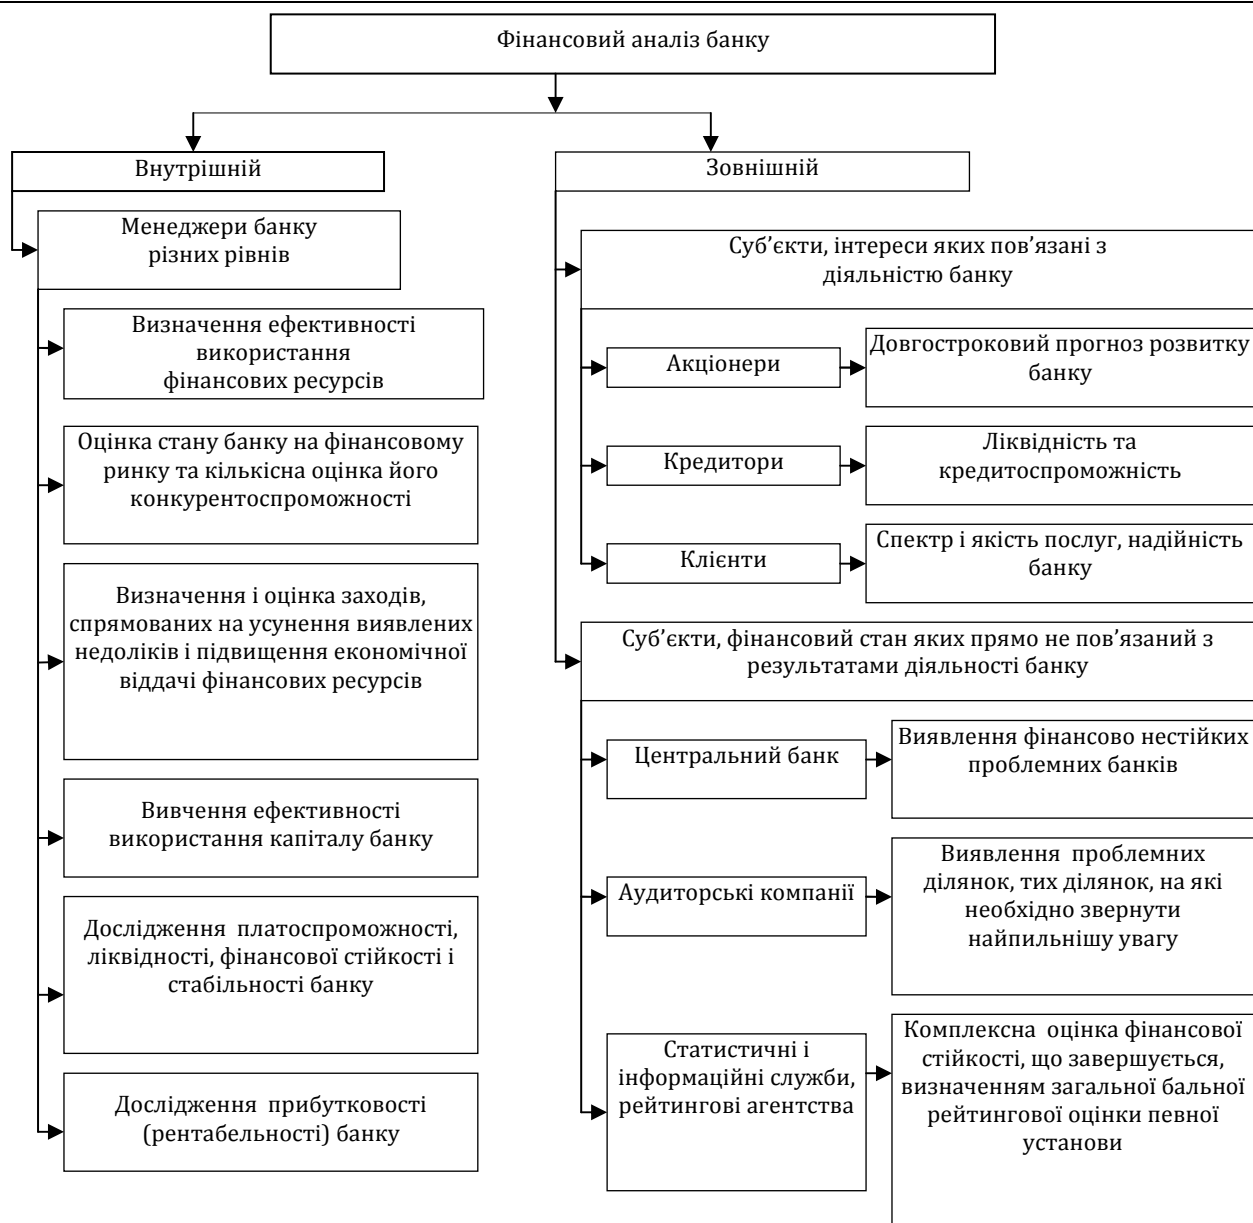 Фінансовий аналіз банку
Внутрішній
Менеджери банку
різних рівнів
Визначення ефективності
використання
фінансових ресурсів
Оцінка стану банку на фінансовому
ринку та кількісна оцінка його
конкурентоспроможності
Визначення і оцінка заходів,
спрямованих на усунення виявлених
недоліків і підвищення економічної
віддачі фінансових ресурсів
Вивчення ефективності
використання капіталу банку
Дослідження платоспроможності,
ліквідності, фінансової стійкості і
стабільності банку
Дослідження прибутковості
(рентабельності) банку
Зовнішній
Суб’єкти, інтереси яких пов’язані з
діяльністю банку
Акціонери
Довгостроковий прогноз розвитку
банку
Кредитори
Ліквідність та
кредитоспроможність
Клієнти
Спектр і якість послуг, надійність
банку
Суб’єкти, фінансовий стан яких прямо не пов’язаний з
результатами діяльності банку
Центральний банк
Виявлення фінансово нестійких
проблемних банків
Аудиторські компанії
Виявлення проблемних
ділянок, тих ділянок, на які
необхідно звернути
найпильнішу увагу
Статистичні і
інформаційні служби,
рейтингові агентства
Комплексна оцінка фінансової
стійкості, що завершується,
визначенням загальної бальної
рейтингової оцінки певної
установи